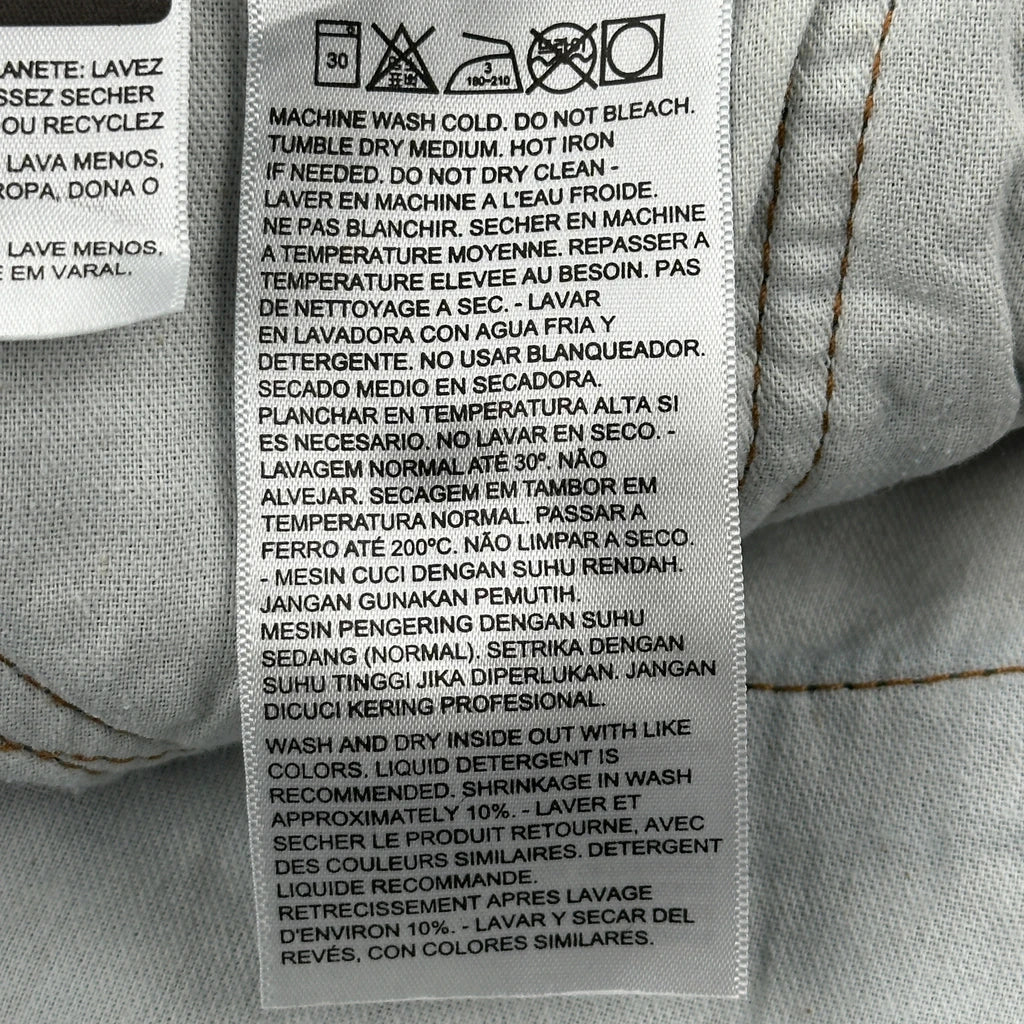 ANETE: LAVEZ
SSEZ SECHER
OU RECYCLEZ
LAVA MENOS,
ROPA, DONA O
LAVE MENOS,
E EM VARAL.
30
3
180-210
MACHINE WASH COLD. DO NOT BLEACH.
TUMBLE DRY MEDIUM. HOT IRON
IF NEEDED. DO NOT DRY CLEAN -
LAVER EN MACHINE A L'EAU FROIDE.
NE PAS BLANCHIR. SECHER EN MACHINE
A TEMPERATURE MOYENNE. REPASSER A
TEMPERATURE ELEVEE AU BESOIN. PAS
DE NETTOYAGE A SEC. - LAVAR
EN LAVADORA CON AGUA FRIA Y
DETERGENTE. NO USAR BLANQUEADOR.
SECADO MEDIO EN SECADORA.
PLANCHAR EN TEMPERATURA ALTA SI
ES NECESARIO. NO LAVAR EN SECO. -
LAVAGEM NORMAL ATÉ 30º. NÃO
ALVEJAR. SECAGEM EM TAMBOR EM
TEMPERATURA NORMAL. PASSAR A
FERRO ATÉ 200ºC. NÃO LIMPAR A SECO.
- MESIN CUCI DENGAN SUHU RENDAH.
JANGAN GUNAKAN PEMUTIH.
MESIN PENGERING DENGAN SUHU
SEDANG (NORMAL). SETRIKA DENGAN
SUHU TINGGI JIKA DIPERLUKAN. JANGAN
DICUCI KERING PROFESIONAL.
WASH AND DRY INSIDE OUT WITH LIKE
COLORS. LIQUID DETERGENT IS
RECOMMENDED. SHRINKAGE IN WASH
APPROXIMATELY 10%. - LAVER ET
SECHER LE PRODUIT RETOURNE, AVEC
DES COULEURS SIMILAIRES. DETERGENT
LIQUIDE RECOMMANDE.
RETRECISSEMENT APRES LAVAGE
D'ENVIRON 10%. - LAVAR Y SECAR DEL
REVÉS, CON COLORES SIMILARES.